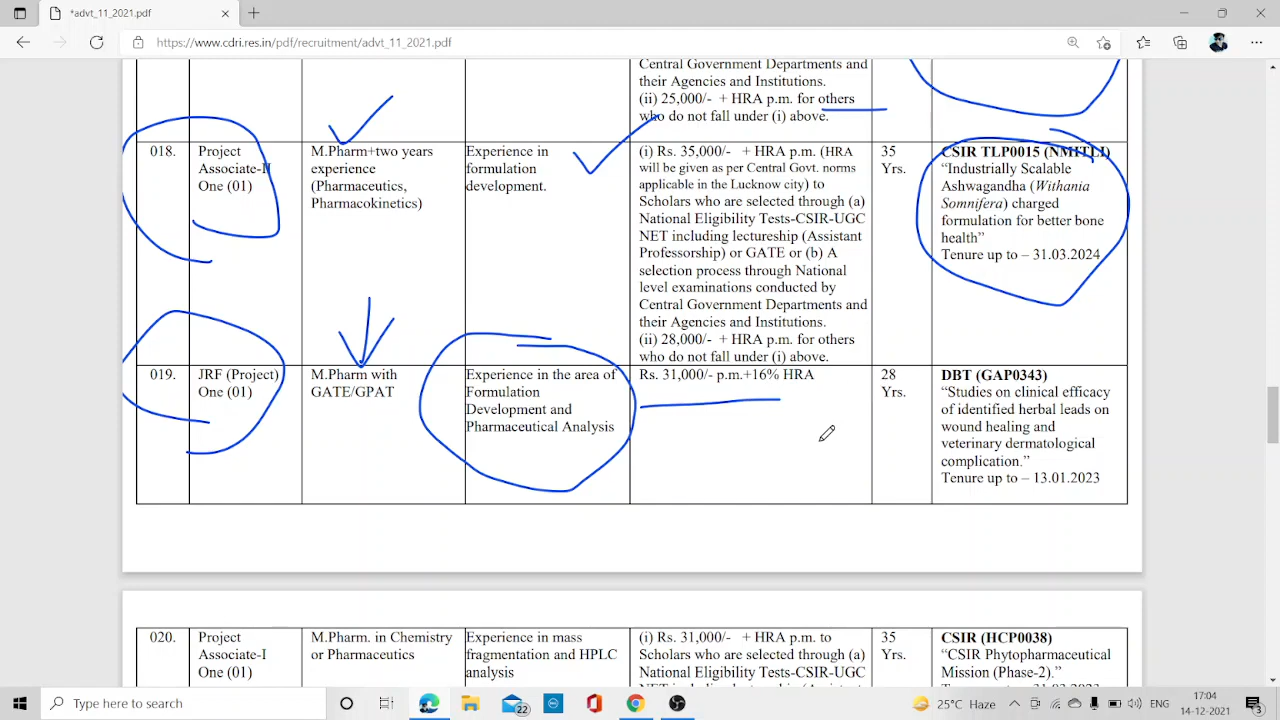 *advt_11_2021.pdf
https://www.cdri.res.in/pdf/recruitment/advt_11_2021.pdf
Central Government Departments and
their Agencies and Institutions.
(ii) 25,000/- + HRA p.m. for others
who do not fall under (i) above.
018.
Project
Associate-II
One (01)
M.Pharm+two years
experience
(Pharmaceutics,
Pharmacokinetics)
Experience in
formulation
development.
(i) Rs. 35,000/- + HRA p.m. (HRA
will be given as per Central Govt. norms
applicable in the Lucknow city) to
Scholars who are selected through (a)
National Eligibility Tests-CSIR-UGC
NET including lectureship (Assistant
Professorship) or GATE or (b) A
selection process through National
level examinations conducted by
Central Government Departments and
their Agencies and Institutions.
(ii) 28,000/- + HRA p.m. for others
who do not fall under (i) above.
35
Yrs.
CSIR TLP0015 (NMITLI)
“Industrially Scalable
Ashwagandha (Withania
Somnifera) charged
formulation for better bone
health”
Tenure up to – 31.03.2024
019.
JRF (Project)
One (01)
M.Pharm with
GATE/GPAT
Experience in the area of
Formulation
Development and
Pharmaceutical Analysis
Rs. 31,000/- p.m.+16% HRA
28
Yrs.
DBT (GAP0343)
“Studies on clinical efficacy
of identified herbal leads on
wound healing and
veterinary dermatological
complication.”
Tenure up to – 13.01.2023
020.
Project
Associate-I
One (01)
M.Pharm. in Chemistry
or Pharmaceutics
Experience in mass
fragmentation and HPLC
analysis
(i) Rs. 31,000/- + HRA p.m. to
Scholars who are selected through (a)
National Eligibility Tests-CSIR-UGC
35
Yrs.
CSIR (HCP0038)
“CSIR Phytopharmaceutical
Mission (Phase-2).”
Type here to search
22
25°C Haze
17:04
14-12-2021
3